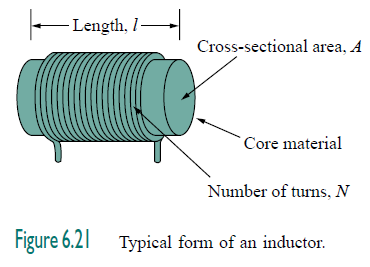 Length, l
Cross-sectional area, A
Core material
Number of turns, N
Figure 6.21 Typical form of an inductor.